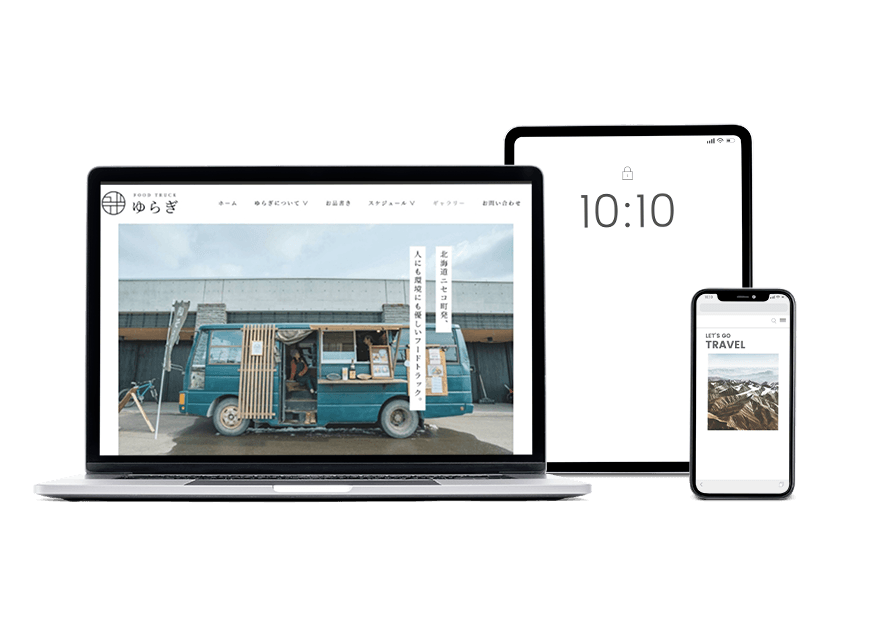 FOOD TRUCK
ゆらぎ
ホーム ゆらぎについて ∨ お品書き スケジュール ∨ ギャラリー お問い合わせ
北海道ニセコ町発、
人にも環境にも優しいフードトラック。
10:10
LET'S GO
TRAVEL